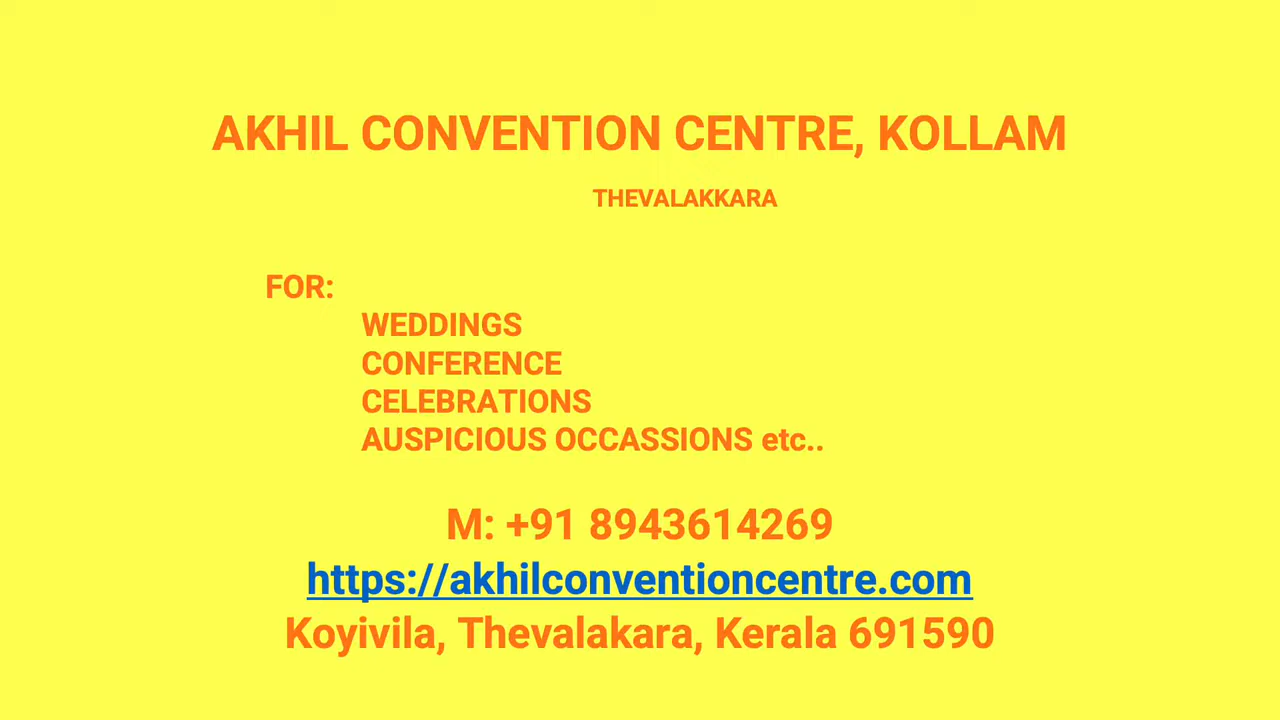 AKHIL CONVENTION CENTRE, KOLLAM
THEVALAKKARA
FOR:
WEDDINGS
CONFERENCE
CELEBRATIONS
AUSPICIOUS OCCASSIONS etc..
M: +91 8943614269
https://akhilconventioncentre.com
Koyivila, Thevalakara, Kerala 691590